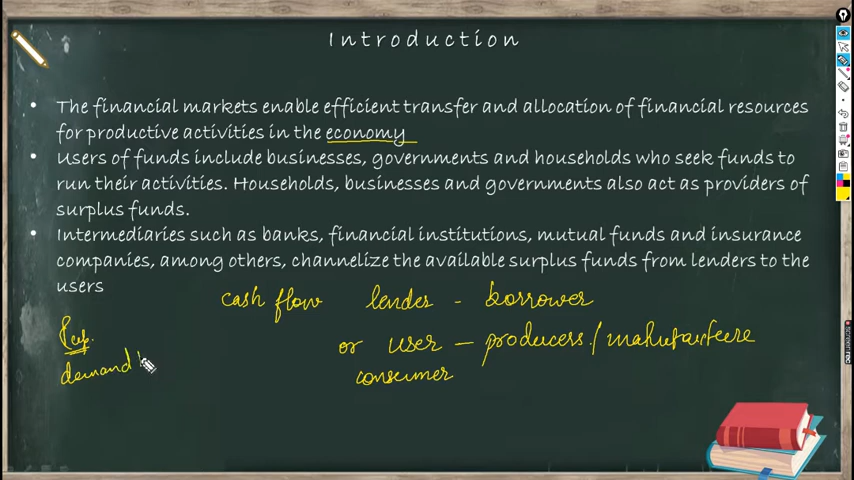 Introduction
• The financial markets enable efficient transfer and allocation of financial resources
for productive activities in the economy
• Users of funds include businesses, governments and households who seek funds to
run their activities. Households, businesses and governments also act as providers of
surplus funds.
• Intermediaries such as banks, financial institutions, mutual funds and insurance
companies, among others, channelize the available surplus funds from lenders to the
users
cash flow lender - borrower
or user - producers /
consumer
demand